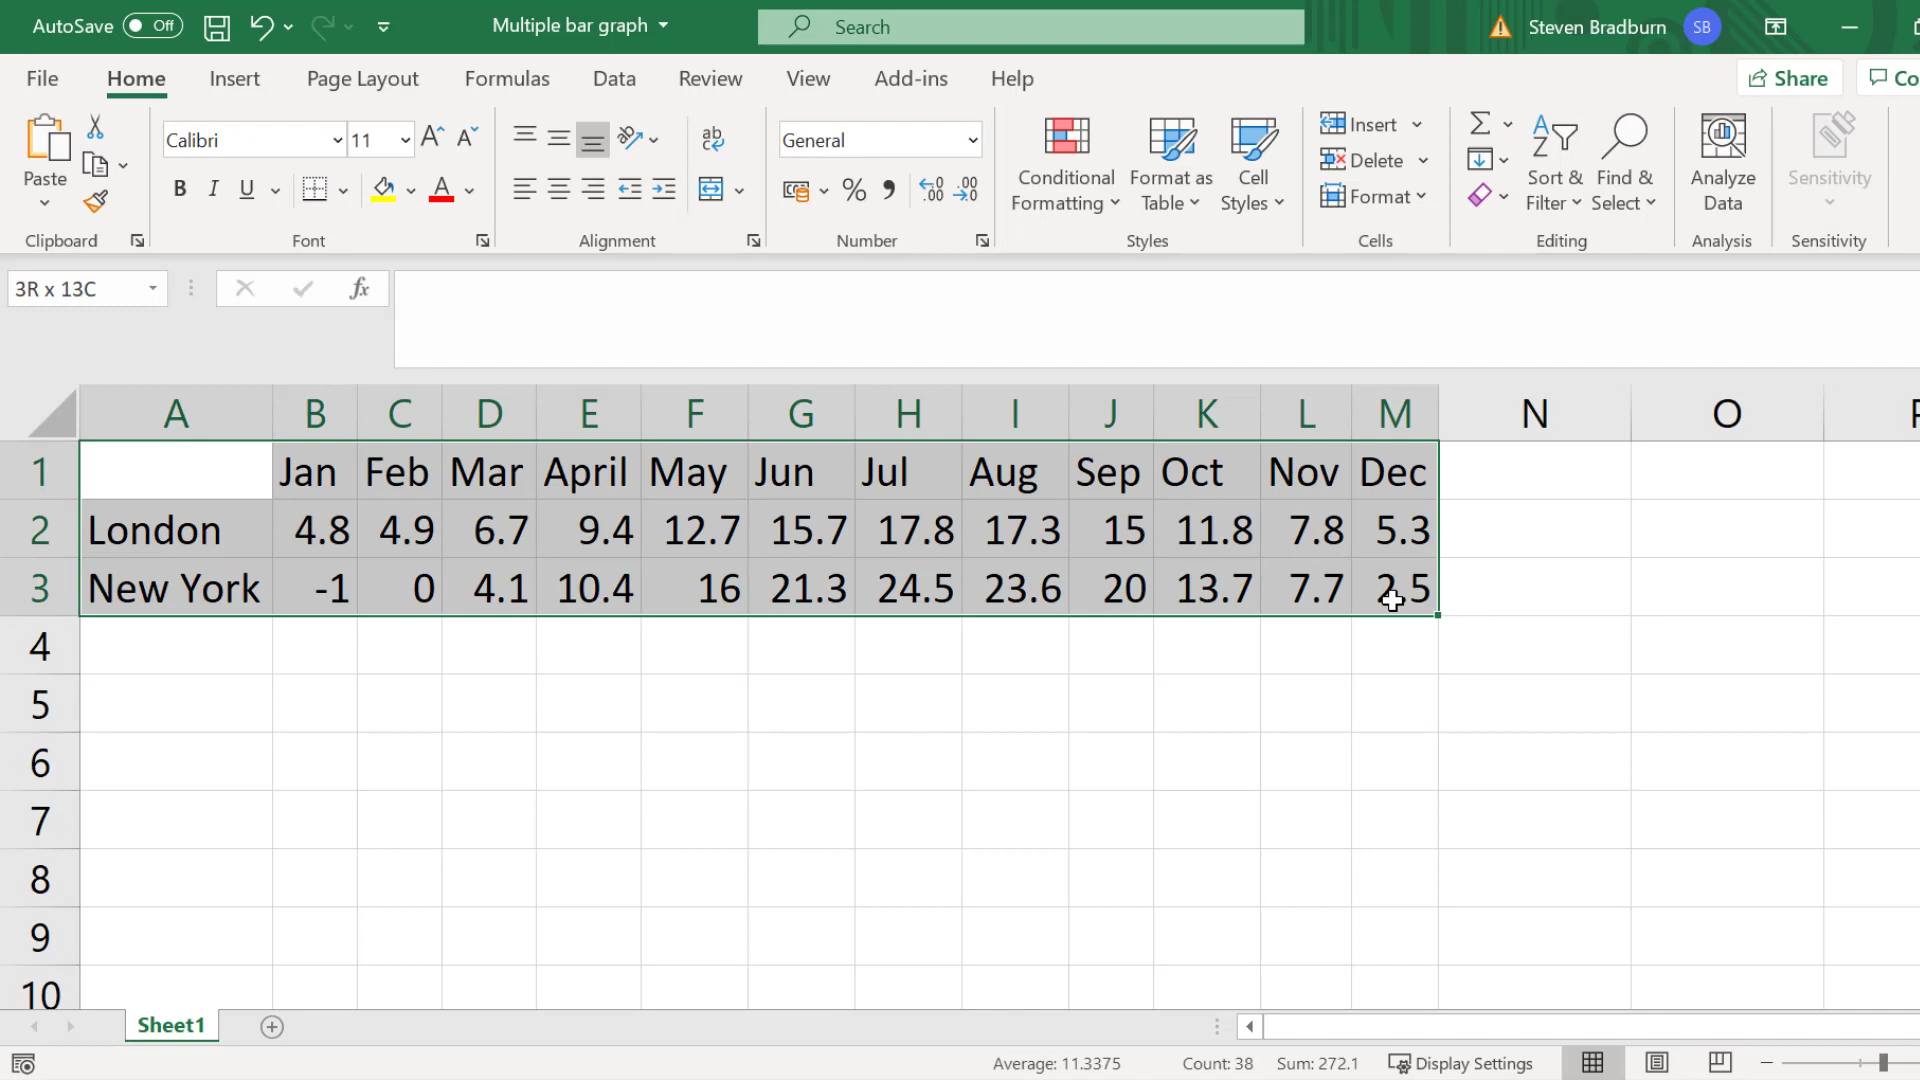 AutoSave Off Multiple bar graph Search Steven Bradburn SB
File Home Insert Page Layout Formulas Data Review View Add-ins Help Share Co
Paste
Clipboard
Calibri 11
B I U A
Font
ab
Alignment
General
% , .00
Number
Conditional Formatting
Format as Table
Cell Styles
Styles
Insert
Delete
Format
Cells
Sort & Filter
Find & Select
Editing
Analyze Data
Analysis
Sensitivity
Sensitivity
3R x 13C fx
A B C D E F G H I J K L M N O
1 Jan Feb Mar April May Jun Jul Aug Sep Oct Nov Dec
2 London 4.8 4.9 6.7 9.4 12.7 15.7 17.8 17.3 15 11.8 7.8 5.3
3 New York -1 0 4.1 10.4 16 21.3 24.5 23.6 20 13.7 7.7 2.5
4
5
6
7
8
9
10
Sheet1
Average: 11.3375 Count: 38 Sum: 272.1 Display Settings